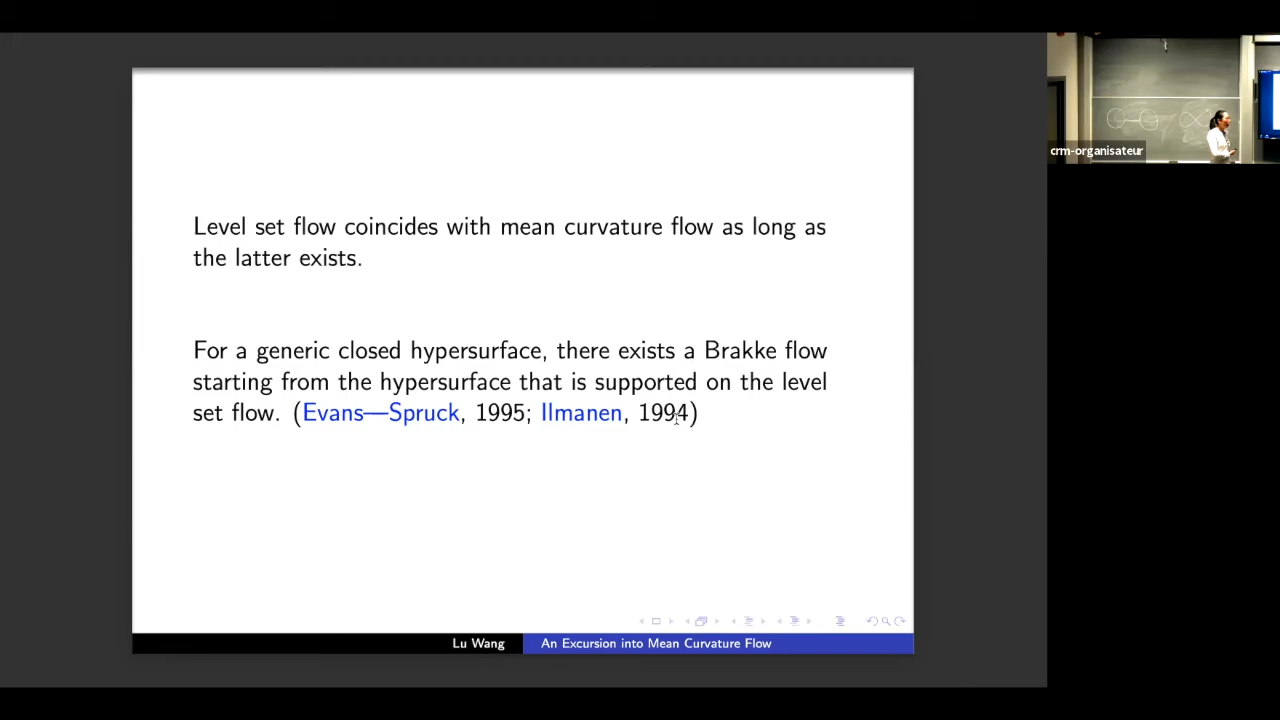 Level set flow coincides with mean curvature flow as long as
the latter exists.
For a generic closed hypersurface, there exists a Brakke flow
starting from the hypersurface that is supported on the level
set flow. (Evans—Spruck, 1995; Ilmanen, 1994)
Lu Wang
An Excursion into Mean Curvature Flow
crm-organisateur